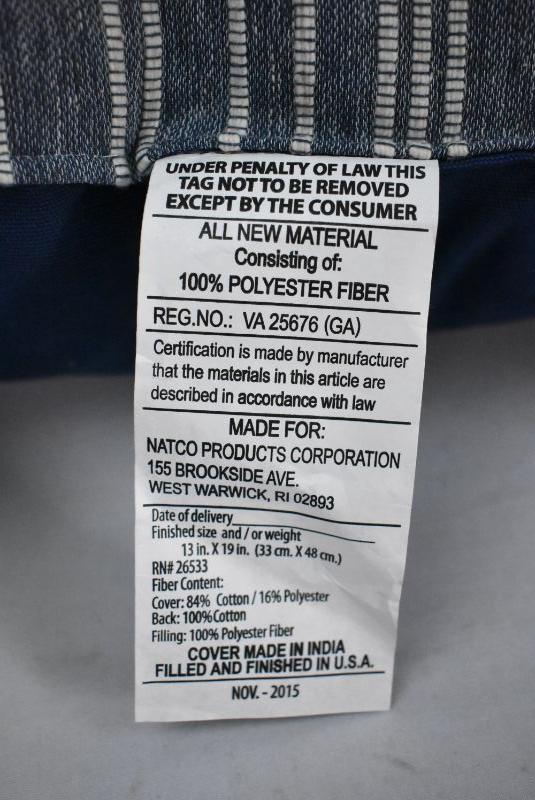 UNDER PENALTY OF LAW THIS
TAG NOT TO BE REMOVED
EXCEPT BY THE CONSUMER
ALL NEW MATERIAL
Consisting of:
100% POLYESTER FIBER
REG.NO.: VA 25676 (GA)
Certification is made by manufacturer
that the materials in this article are
described in accordance with law
MADE FOR:
NATCO PRODUCTS CORPORATION
155 BROOKSIDE AVE.
WEST WARWICK, RI 02893
Date of delivery
Finished size and / or weight
13 in. X 19 in. (33 cm. X 48 cm.)
RN# 26533
Fiber Content:
Cover: 84% Cotton / 16% Polyester
Back: 100% Cotton
Filling: 100% Polyester Fiber
COVER MADE IN INDIA
FILLED AND FINISHED IN U.S.A.
NOV. - 2015